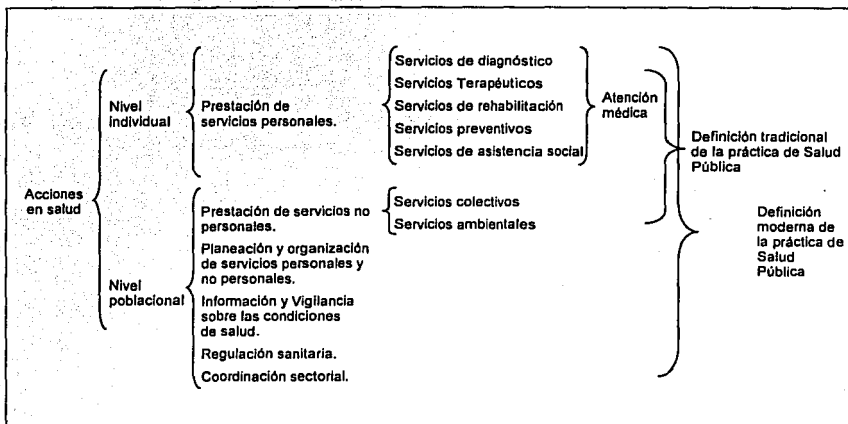 Acciones
en salud
Nivel
individual
Prestación de
servicios personales.
Servicios de diagnóstico
Servicios Terapéuticos
Servicios de rehabilitación
Servicios preventivos
Servicios de asistencia social
Atención
médica
Definición tradicional
de la práctica de Salud
Pública
Nivel
poblacional
Prestación de servicios no
personales.
Servicios colectivos
Servicios ambientales
Planeación y organización
de servicios personales y
no personales.
Información y Vigilancia
sobre las condiciones
de salud.
Regulación sanitaria.
Coordinación sectorial.
Definición
moderna de
la práctica de
Salud
Pública